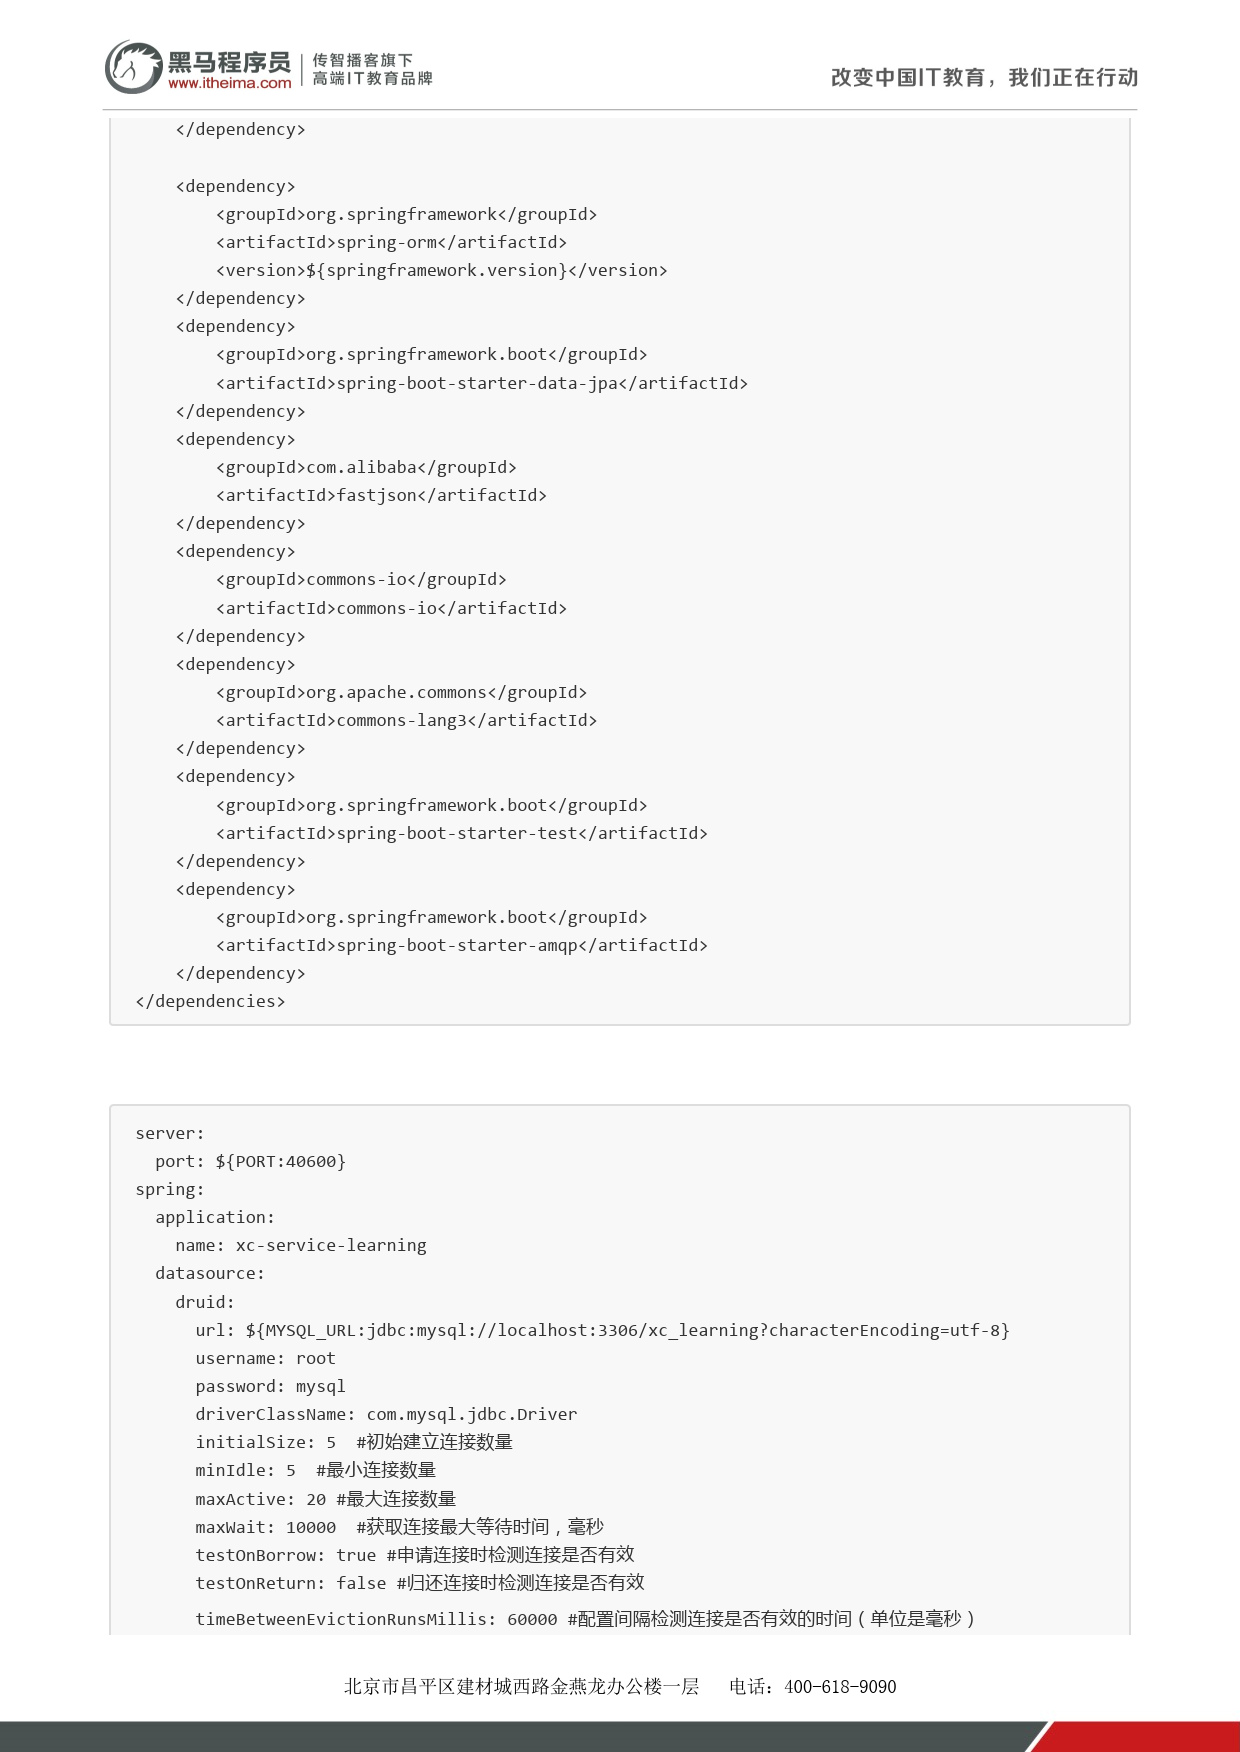 黑马程序员
www.itheima.com
传智播客旗下
高端IT教育品牌
改变中国IT教育，我们正在行动
    </dependency>

    <dependency>
        <groupId>org.springframework</groupId>
        <artifactId>spring-orm</artifactId>
        <version>${springframework.version}</version>
    </dependency>
    <dependency>
        <groupId>org.springframework.boot</groupId>
        <artifactId>spring-boot-starter-data-jpa</artifactId>
    </dependency>
    <dependency>
        <groupId>com.alibaba</groupId>
        <artifactId>fastjson</artifactId>
    </dependency>
    <dependency>
        <groupId>commons-io</groupId>
        <artifactId>commons-io</artifactId>
    </dependency>
    <dependency>
        <groupId>org.apache.commons</groupId>
        <artifactId>commons-lang3</artifactId>
    </dependency>
    <dependency>
        <groupId>org.springframework.boot</groupId>
        <artifactId>spring-boot-starter-test</artifactId>
    </dependency>
    <dependency>
        <groupId>org.springframework.boot</groupId>
        <artifactId>spring-boot-starter-amqp</artifactId>
    </dependency>
</dependencies>

server:
  port: ${PORT:40600}
spring:
  application:
    name: xc-service-learning
  datasource:
    druid:
      url: ${MYSQL_URL:jdbc:mysql://localhost:3306/xc_learning?characterEncoding=utf-8}
      username: root
      password: mysql
      driverClassName: com.mysql.jdbc.Driver
      initialSize: 5  #初始建立连接数量
      minIdle: 5  #最小连接数量
      maxActive: 20 #最大连接数量
      maxWait: 10000  #获取连接最大等待时间，毫秒
      testOnBorrow: true #申请连接时检测连接是否有效
      testOnReturn: false #归还连接时检测连接是否有效
      timeBetweenEvictionRunsMillis: 60000 #配置间隔检测连接是否有效的时间（单位是毫秒）
北京市昌平区建材城西路金燕龙办公楼一层   电话：400-618-9090